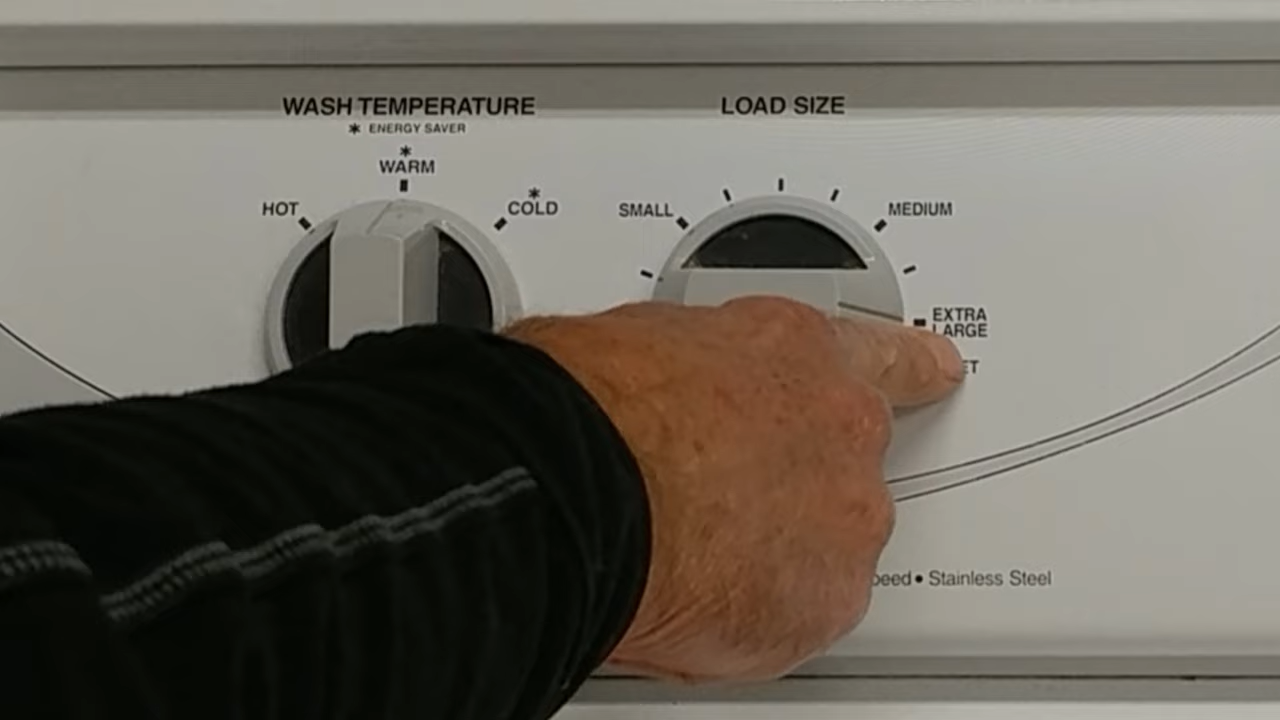 WASH TEMPERATURE
* ENERGY SAVER
*
WARM
HOT
*
COLD
LOAD SIZE
SMALL
MEDIUM
EXTRA
LARGE
• Stainless Steel